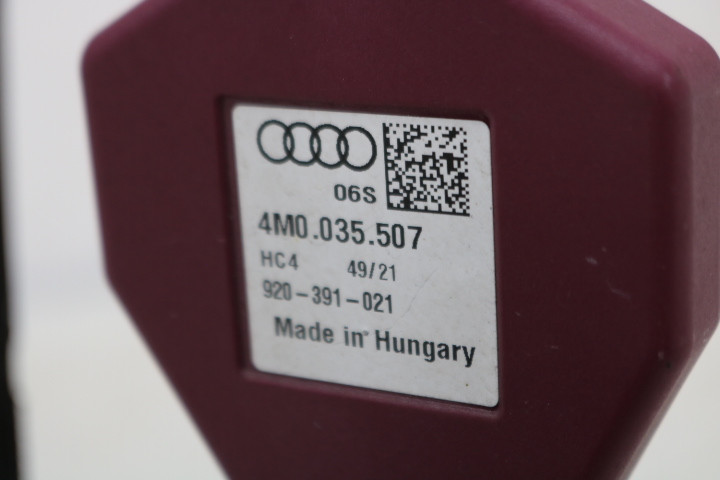 06S
4M0.035.507
HC4 49/21
920-391-021
Made in Hungary